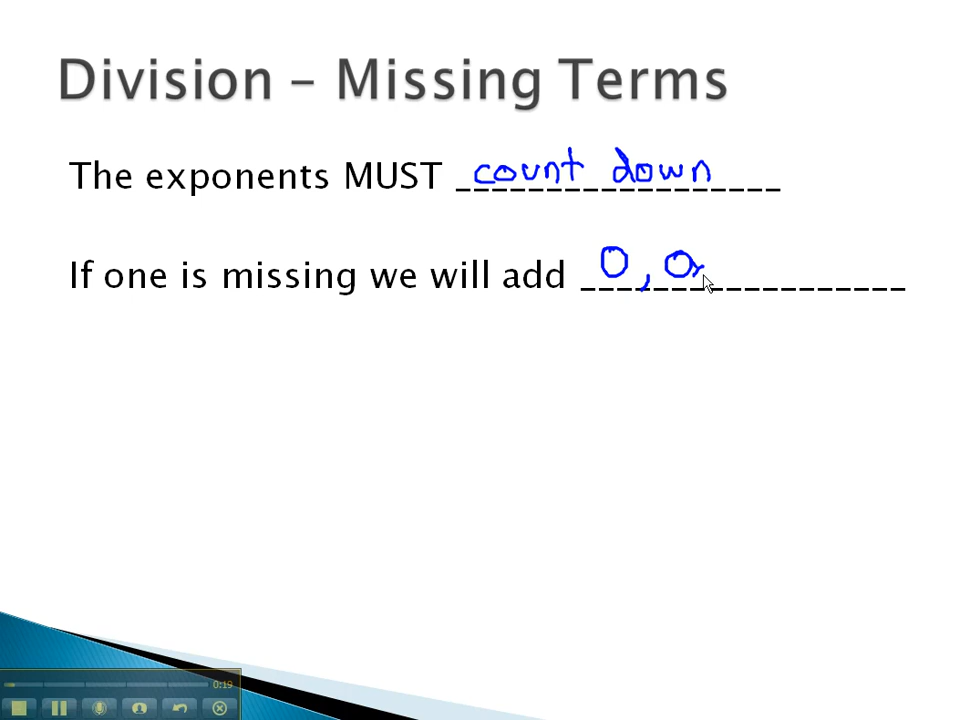 Division – Missing Terms
The exponents MUST count down
If one is missing we will add 0, 0x
0:19